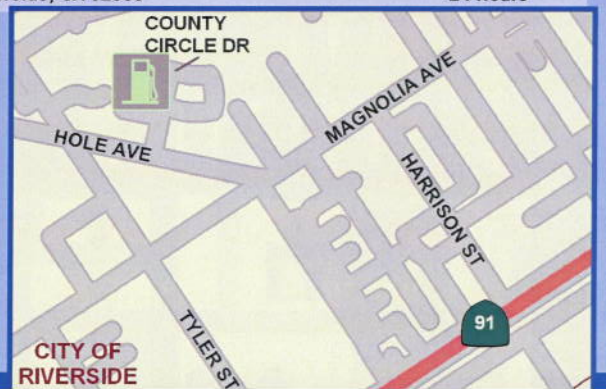 COUNTY
CIRCLE DR
MAGNOLIA AVE
HOLE AVE
HARRISON ST
91
TYLER ST
CITY OF
RIVERSIDE